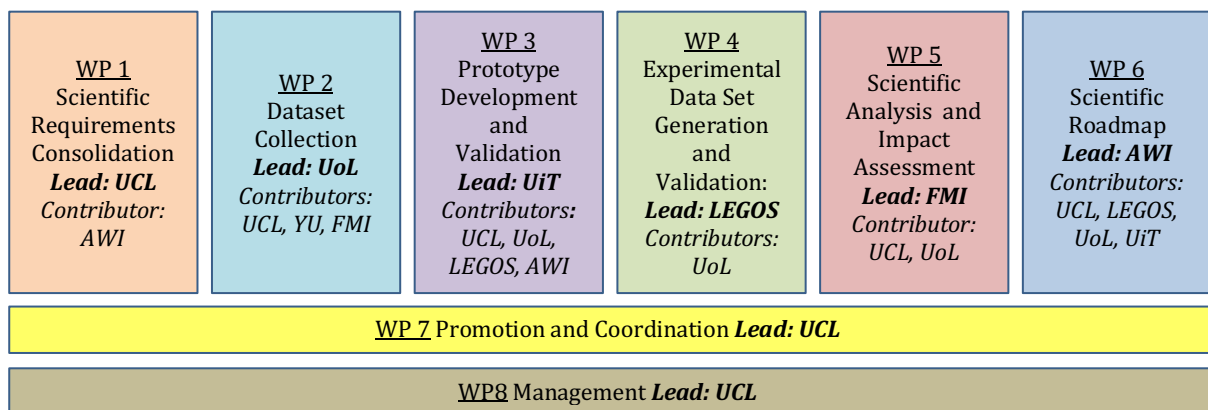 WP 1
Scientific
Requirements
Consolidation
Lead: UCL
Contributor:
AWI
WP 2
Dataset
Collection
Lead: UoL
Contributors:
UCL, YU, FMI
WP 3
Prototype
Development
and
Validation
Lead: UiT
Contributors:
UCL, UoL,
LEGOS, AWI
WP 4
Experimental
Data Set
Generation
and
Validation:
Lead: LEGOS
Contributors:
UoL
WP 5
Scientific
Analysis and
Impact
Assessment
Lead: FMI
Contributor:
UCL, UoL
WP 6
Scientific
Roadmap
Lead: AWI
Contributors:
UCL, LEGOS,
UoL, UiT
WP 7 Promotion and Coordination Lead: UCL
WP8 Management Lead: UCL